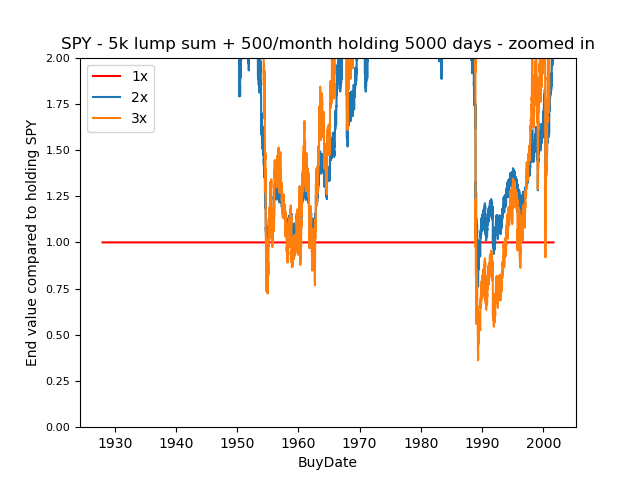 SPY - 5k lump sum + 500/month holding 5000 days - zoomed in
1x
2x
3x
End value compared to holding SPY
2.00
1.75
1.50
1.25
1.00
0.75
0.50
0.25
0.00
1930 1940 1950 1960 1970 1980 1990 2000
BuyDate